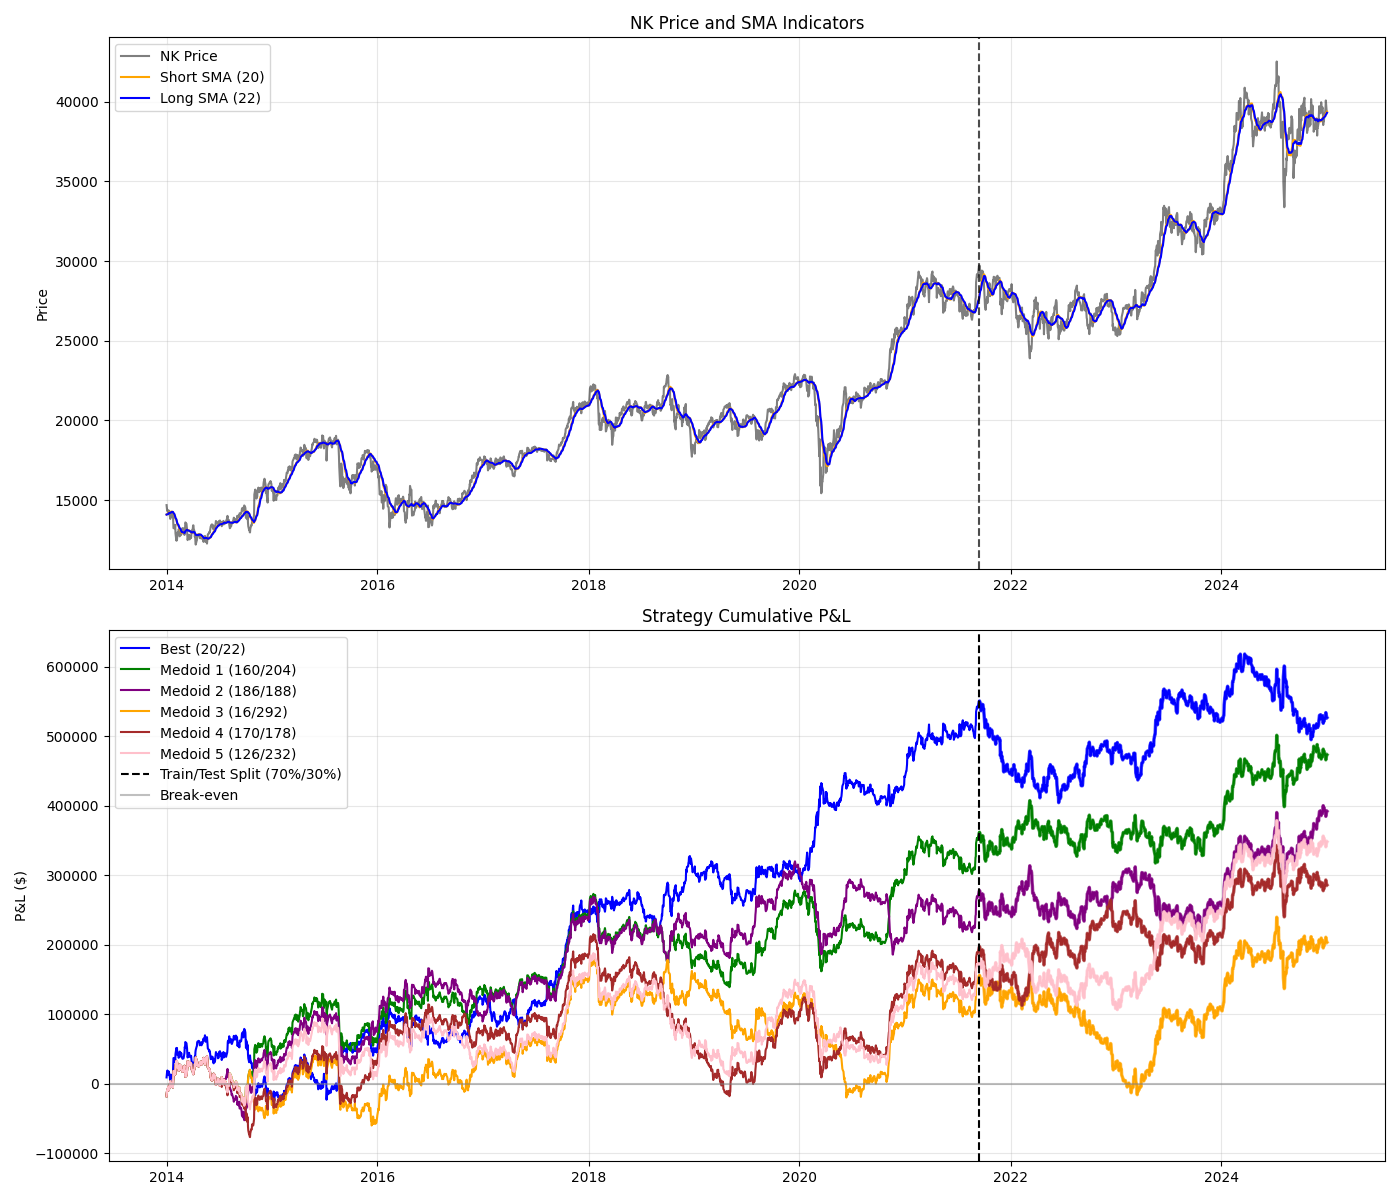 NK Price and SMA Indicators
NK Price
Short SMA (20)
Long SMA (22)
40000
35000
30000
25000
20000
15000
Price
2014
2016
2018
2020
2022
2024
Strategy Cumulative P&L
Best (20/22)
Medoid 1 (160/204)
Medoid 2 (186/188)
Medoid 3 (16/292)
Medoid 4 (170/178)
Medoid 5 (126/232)
Train/Test Split (70%/30%)
Break-even
600000
500000
400000
300000
200000
100000
0
−100000
P&L ($)
2014
2016
2018
2020
2022
2024